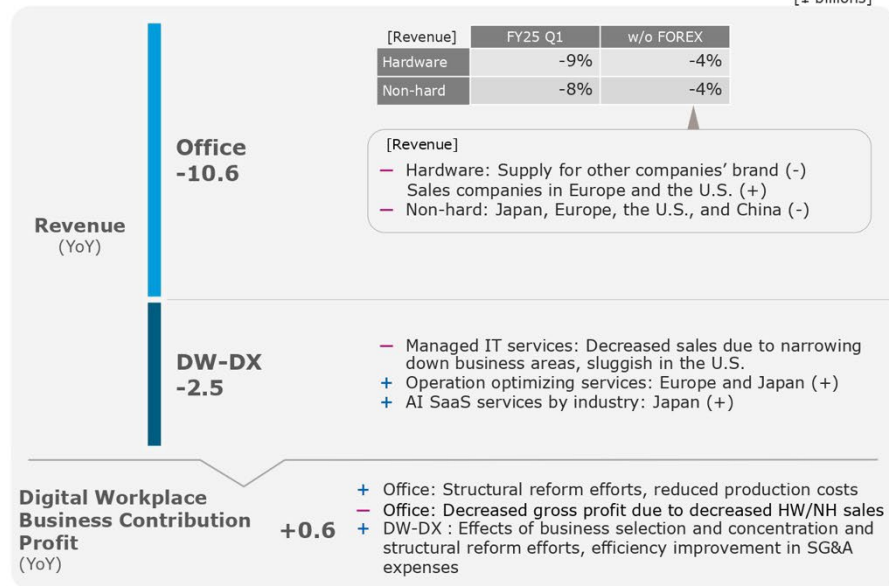 [¥ billions]
[Revenue] FY25 Q1 w/o FOREX
Hardware -9% -4%
Non-hard -8% -4%
Office
-10.6
[Revenue]
− Hardware: Supply for other companies’ brand (-)
Sales companies in Europe and the U.S. (+)
− Non-hard: Japan, Europe, the U.S., and China (-)
Revenue
(YoY)
DW-DX
-2.5
− Managed IT services: Decreased sales due to narrowing
down business areas, sluggish in the U.S.
+ Operation optimizing services: Europe and Japan (+)
+ AI SaaS services by industry: Japan (+)
Digital Workplace
Business Contribution
Profit
(YoY)
+0.6
+ Office: Structural reform efforts, reduced production costs
− Office: Decreased gross profit due to decreased HW/NH sales
+ DW-DX : Effects of business selection and concentration and
structural reform efforts, efficiency improvement in SG&A
expenses